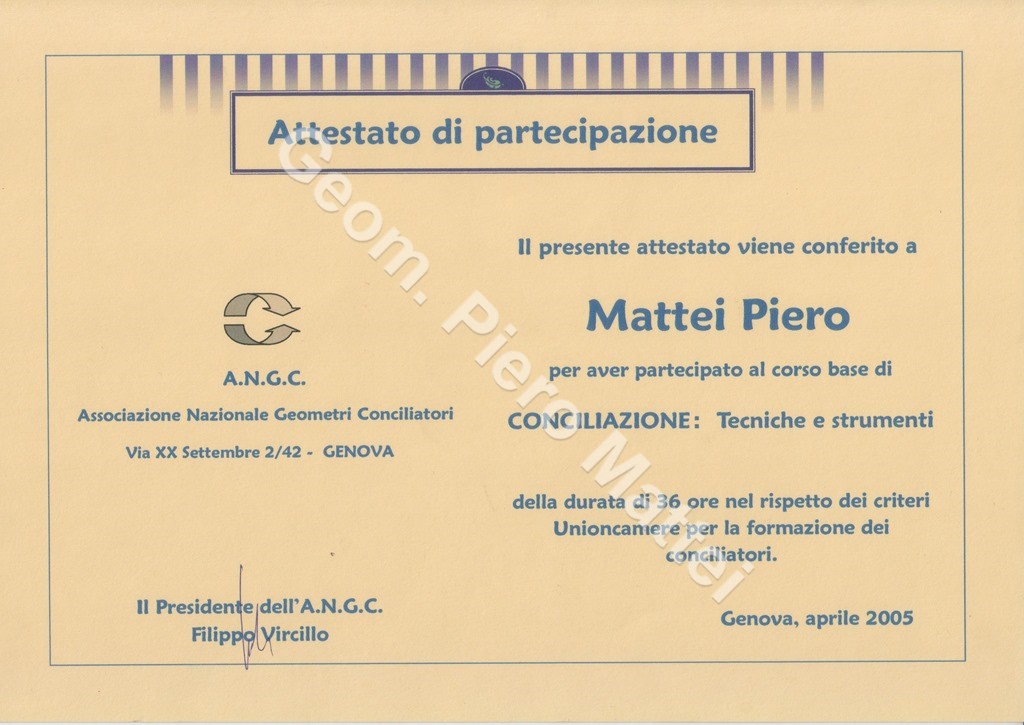 Attestato di partecipazione
Il presente attestato viene conferito a
Mattei Piero
per aver partecipato al corso base di
CONCILIAZIONE: Tecniche e strumenti
della durata di 36 ore nel rispetto dei criteri
Unioncamere per la formazione dei
conciliatori.
Genova, aprile 2005
A.N.G.C.
Associazione Nazionale Geometri Conciliatori
Via XX Settembre 2/42 - GENOVA
Il Presidente dell'A.N.G.C.
Filippo Vircillo
Geom. Piero Mattei